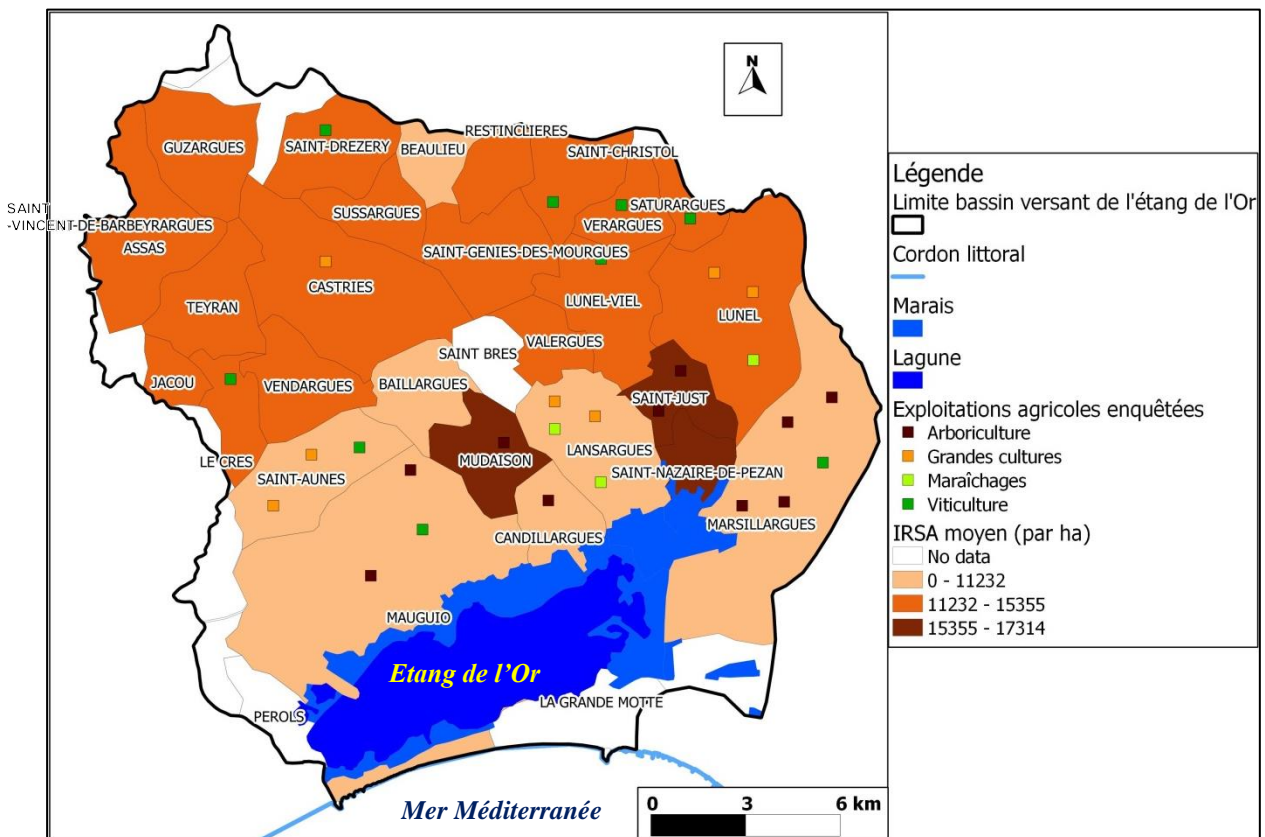 N
RESTINCLIERES
GUZARGUES
SAINT-DREZERY
BEAULIEU
SAINT-CHRISTOL
SAINT
-VINCENT-DE-BARBEYRARGUES
SUSSARGUES
SATURARGUES
VERARGUES
ASSAS
SAINT-GENIES-DES-MOURGUES
CASTRIES
TEYRAN
LUNEL-VIEL
LUNEL
VALERGUES
SAINT BRES
JACOU
VENDARGUES
BAILLARGUES
SAINT-JUST
LE CRES
SAINT-AUNES
MUDAISON
LANSARGUES
SAINT-NAZAIRE-DE-PEZAN
MARSILLARGUES
CANDILLARGUES
MAUGUIO
Etang de l'Or
LA GRANDE MOTTE
PEROLS
Mer Méditerranée
0 3 6 km
Légende
Limite bassin versant de l'étang de l'Or
Cordon littoral
Marais
Lagune
Exploitations agricoles enquêtées
Arboriculture
Grandes cultures
Maraîchages
Viticulture
IRSA moyen (par ha)
No data
0 - 11232
11232 - 15355
15355 - 17314